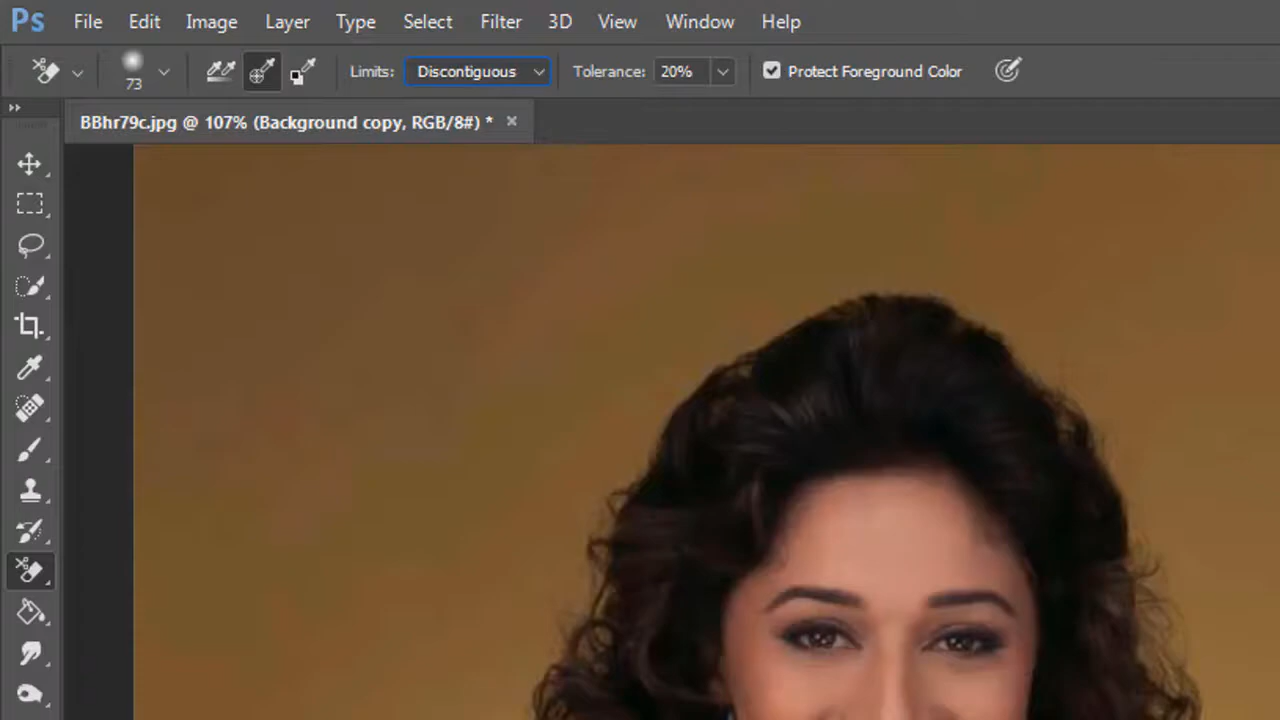 Ps File Edit Image Layer Type Select Filter 3D View Window Help
73 Limits: Discontiguous Tolerance: 20% Protect Foreground Color
BBhr79c.jpg @ 107% (Background copy, RGB/8#) * ×